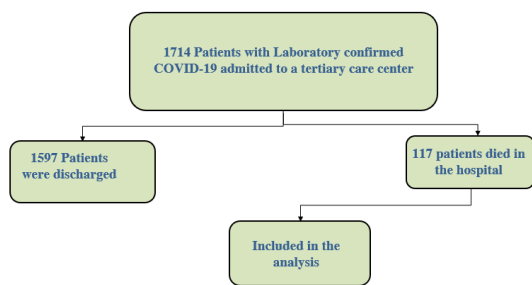 1714 Patients with Laboratory confirmed
COVID-19 admitted to a tertiary care center
1597 Patients
were discharged
117 patients died in
the hospital
Included in the
analysis